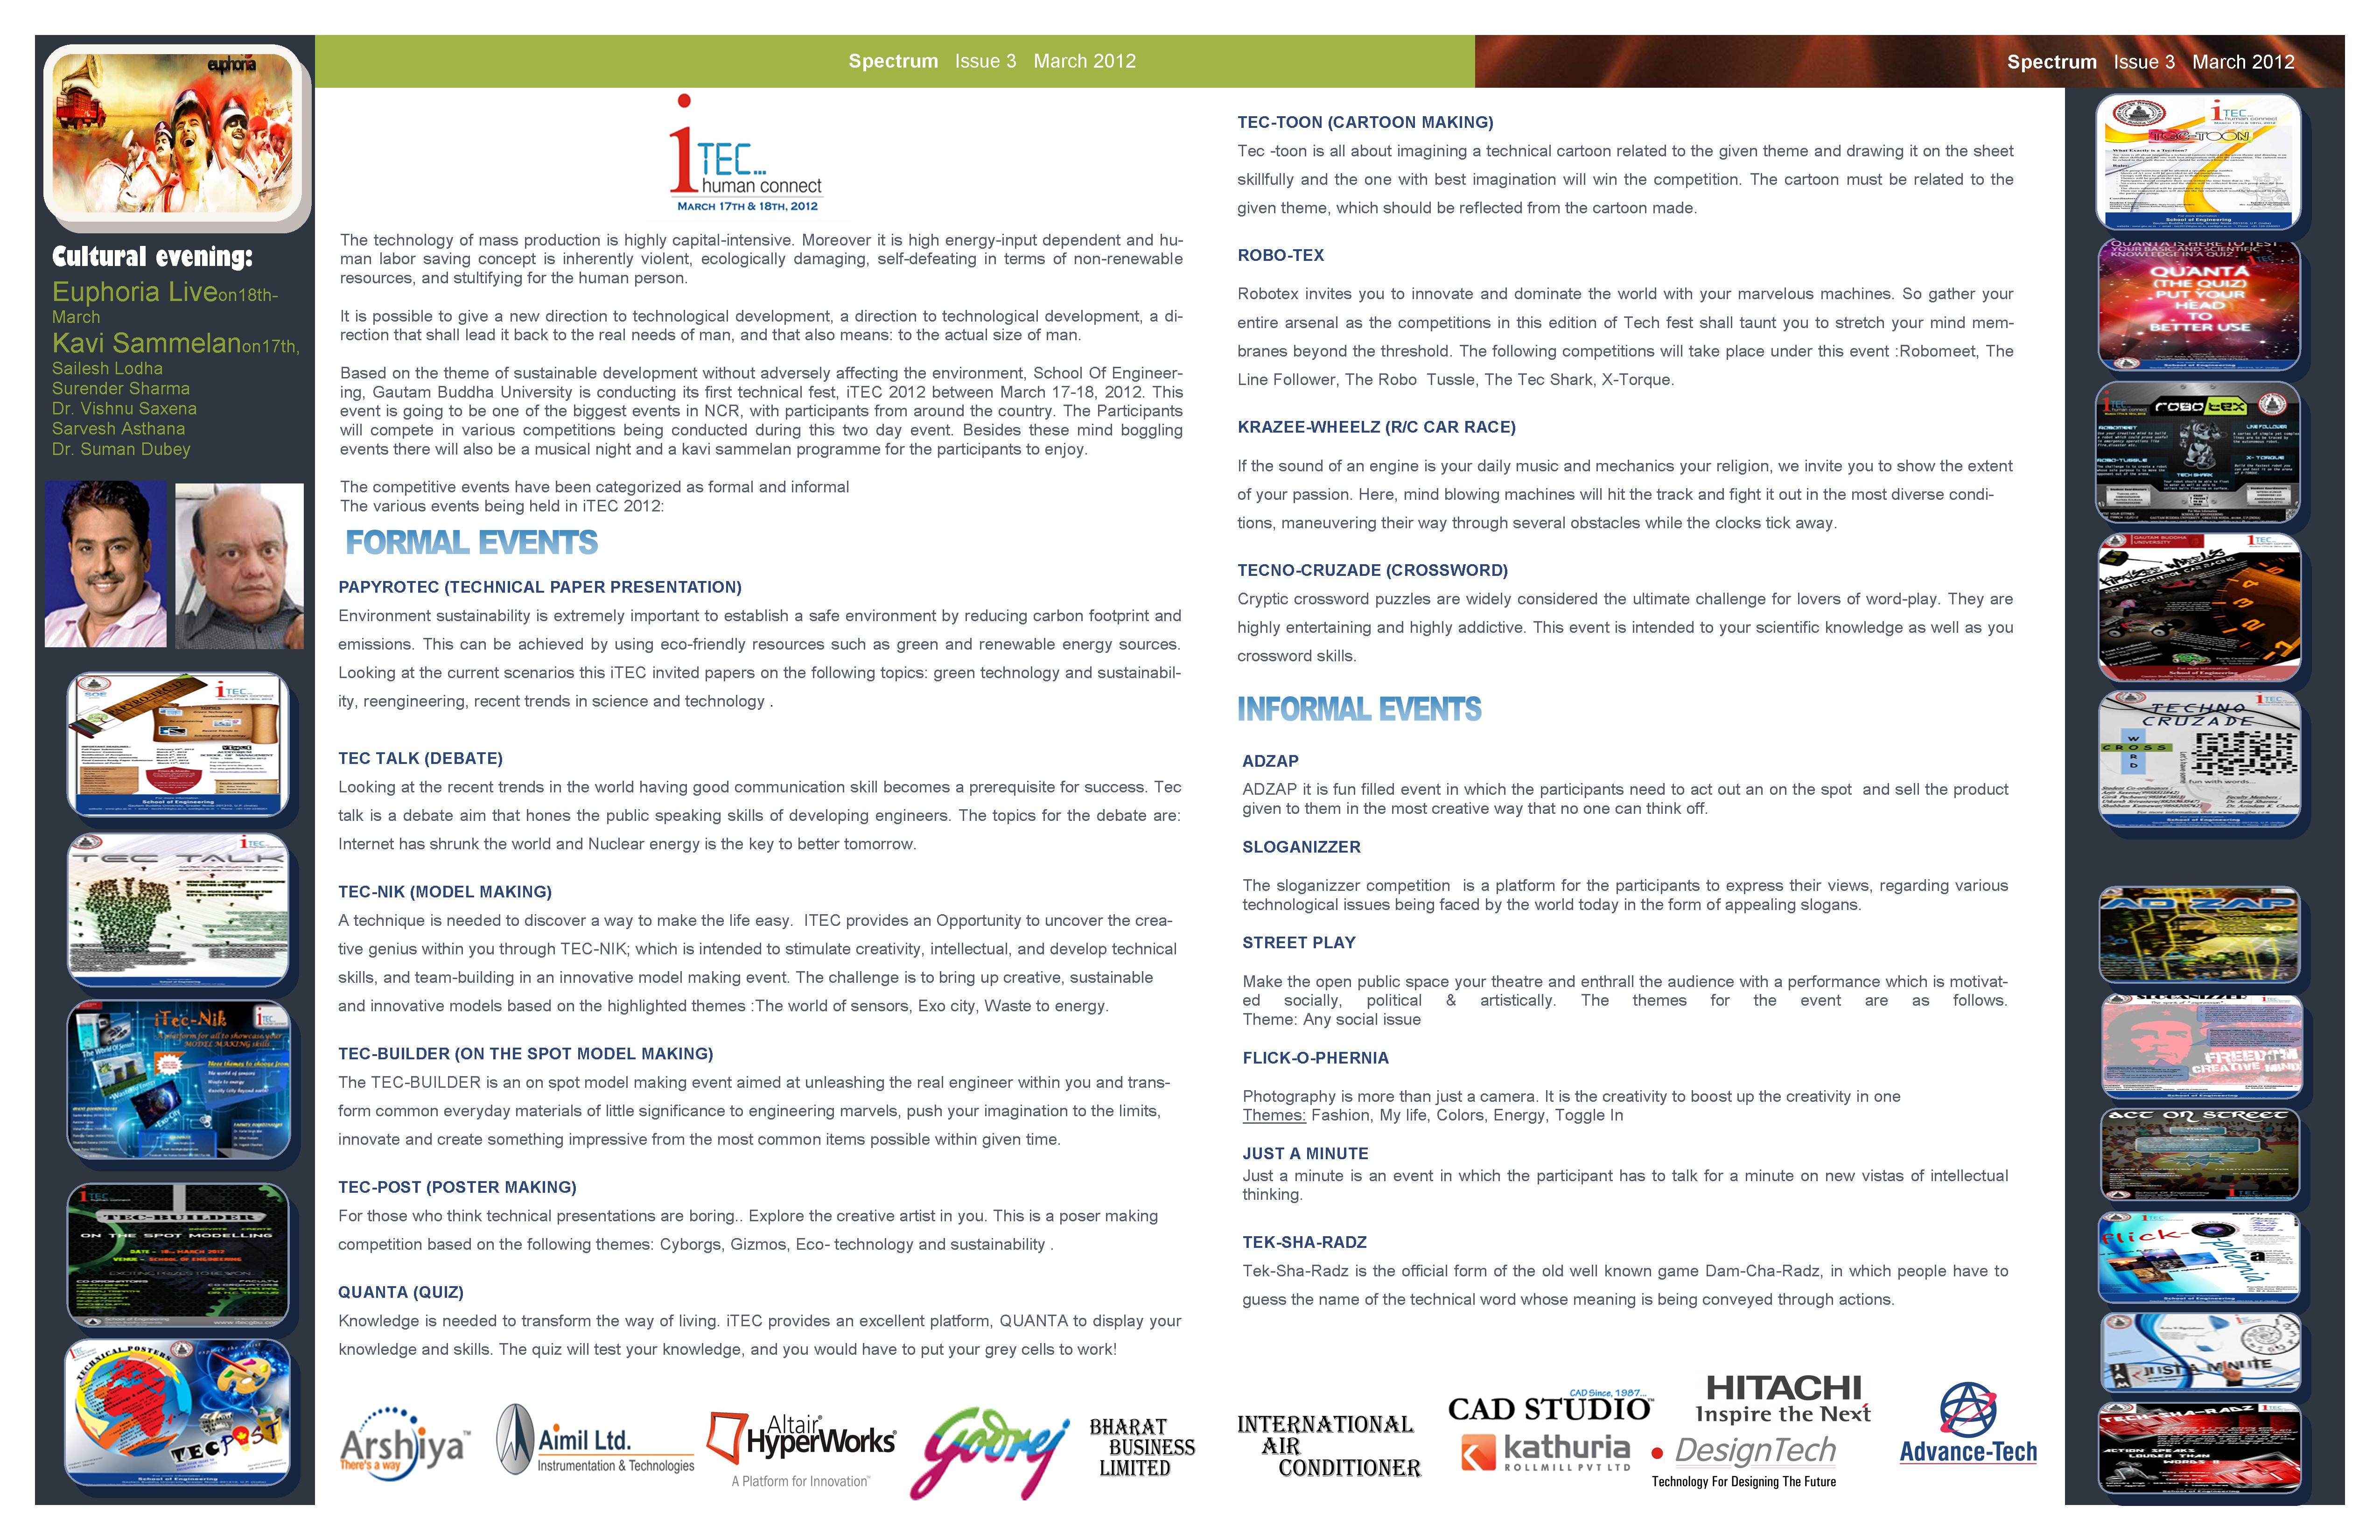 Spectrum Issue 3 March 2012
Spectrum Issue 3 March 2012
euphoria
Cultural evening:
Euphoria Liveon18th-
March
Kavi Sammelanon17th,
Sailesh Lodha
Surender Sharma
Dr. Vishnu Saxena
Sarvesh Asthana
Dr. Suman Dubey
iTEC...
human connect
MARCH 17TH & 18TH, 2012
The technology of mass production is highly capital-intensive. Moreover it is high energy-input dependent and hu-
man labor saving concept is inherently violent, ecologically damaging, self-defeating in terms of non-renewable
resources, and stultifying for the human person.
It is possible to give a new direction to technological development, a direction to technological development, a di-
rection that shall lead it back to the real needs of man, and that also means: to the actual size of man.
Based on the theme of sustainable development without adversely affecting the environment, School Of Engineer-
ing, Gautam Buddha University is conducting its first technical fest, iTEC 2012 between March 17-18, 2012. This
event is going to be one of the biggest events in NCR, with participants from around the country. The Participants
will compete in various competitions being conducted during this two day event. Besides these mind boggling
events there will also be a musical night and a kavi sammelan programme for the participants to enjoy.
The competitive events have been categorized as formal and informal
The various events being held in iTEC 2012:
FORMAL EVENTS
PAPYROTEC (TECHNICAL PAPER PRESENTATION)
Environment sustainability is extremely important to establish a safe environment by reducing carbon footprint and
emissions. This can be achieved by using eco-friendly resources such as green and renewable energy sources.
Looking at the current scenarios this iTEC invited papers on the following topics: green technology and sustainabil-
ity, reengineering, recent trends in science and technology .
TEC TALK (DEBATE)
Looking at the recent trends in the world having good communication skill becomes a prerequisite for success. Tec
talk is a debate aim that hones the public speaking skills of developing engineers. The topics for the debate are:
Internet has shrunk the world and Nuclear energy is the key to better tomorrow.
TEC-NIK (MODEL MAKING)
A technique is needed to discover a way to make the life easy. ITEC provides an Opportunity to uncover the crea-
tive genius within you through TEC-NIK; which is intended to stimulate creativity, intellectual, and develop technical
skills, and team-building in an innovative model making event. The challenge is to bring up creative, sustainable
and innovative models based on the highlighted themes :The world of sensors, Exo city, Waste to energy.
TEC-BUILDER (ON THE SPOT MODEL MAKING)
The TEC-BUILDER is an on spot model making event aimed at unleashing the real engineer within you and trans-
form common everyday materials of little significance to engineering marvels, push your imagination to the limits,
innovate and create something impressive from the most common items possible within given time.
TEC-POST (POSTER MAKING)
For those who think technical presentations are boring.. Explore the creative artist in you. This is a poser making
competition based on the following themes: Cyborgs, Gizmos, Eco- technology and sustainability .
QUANTA (QUIZ)
Knowledge is needed to transform the way of living. iTEC provides an excellent platform, QUANTA to display your
knowledge and skills. The quiz will test your knowledge, and you would have to put your grey cells to work!
TEC-TOON (CARTOON MAKING)
Tec -toon is all about imagining a technical cartoon related to the given theme and drawing it on the sheet
skillfully and the one with best imagination will win the competition. The cartoon must be related to the
given theme, which should be reflected from the cartoon made.
ROBO-TEX
Robotex invites you to innovate and dominate the world with your marvelous machines. So gather your
entire arsenal as the competitions in this edition of Tech fest shall taunt you to stretch your mind mem-
branes beyond the threshold. The following competitions will take place under this event :Robomeet, The
Line Follower, The Robo Tussle, The Tec Shark, X-Torque.
KRAZEE-WHEELZ (R/C CAR RACE)
If the sound of an engine is your daily music and mechanics your religion, we invite you to show the extent
of your passion. Here, mind blowing machines will hit the track and fight it out in the most diverse condi-
tions, maneuvering their way through several obstacles while the clocks tick away.
TECNO-CRUZADE (CROSSWORD)
Cryptic crossword puzzles are widely considered the ultimate challenge for lovers of word-play. They are
highly entertaining and highly addictive. This event is intended to your scientific knowledge as well as you
crossword skills.
INFORMAL EVENTS
ADZAP
ADZAP it is fun filled event in which the participants need to act out an on the spot and sell the product
given to them in the most creative way that no one can think off.
SLOGANIZZER
The sloganizzer competition is a platform for the participants to express their views, regarding various
technological issues being faced by the world today in the form of appealing slogans.
STREET PLAY
Make the open public space your theatre and enthrall the audience with a performance which is motivat-
ed socially, political & artistically. The themes for the event are as follows.
Theme: Any social issue
FLICK-O-PHERNIA
Photography is more than just a camera. It is the creativity to boost up the creativity in one
Themes: Fashion, My life, Colors, Energy, Toggle In
JUST A MINUTE
Just a minute is an event in which the participant has to talk for a minute on new vistas of intellectual
thinking.
TEK-SHA-RADZ
Tek-Sha-Radz is the official form of the old well known game Dam-Cha-Radz, in which people have to
guess the name of the technical word whose meaning is being conveyed through actions.
Arshiya™
There's a way
Aimil Ltd.
Instrumentation & Technologies
Altair®
HyperWorks®
A Platform for Innovation™
Godrej
BHARAT
BUSINESS
LIMITED
INTERNATIONAL
AIR
CONDITIONER
CAD Since, 1987...
CAD STUDIO™
kathuria
ROLLMILL PVT LTD
HITACHI
Inspire the Next
DesignTech
Technology For Designing The Future
Advance-Tech
TEC TALK
iTec-Nik
TEC-BUILDER
ON THE SPOT MODELLING
TECHNICAL POSTERS
TECPOST
TEC-TOON
QUANTA IS HERE TO TEST
YOUR BASIC AND SCIENTIFIC
KNOWLEDGE IN A QUIZ
QUANTA
(THE QUIZ)
PUT YOUR
HEAD
TO
BETTER USE
ROBOTEX
TECHNO
CRUZADE
AD ZAP
FREEDOM
CREATIVE MIND
ACT ON STREET
JUST A MINUTE